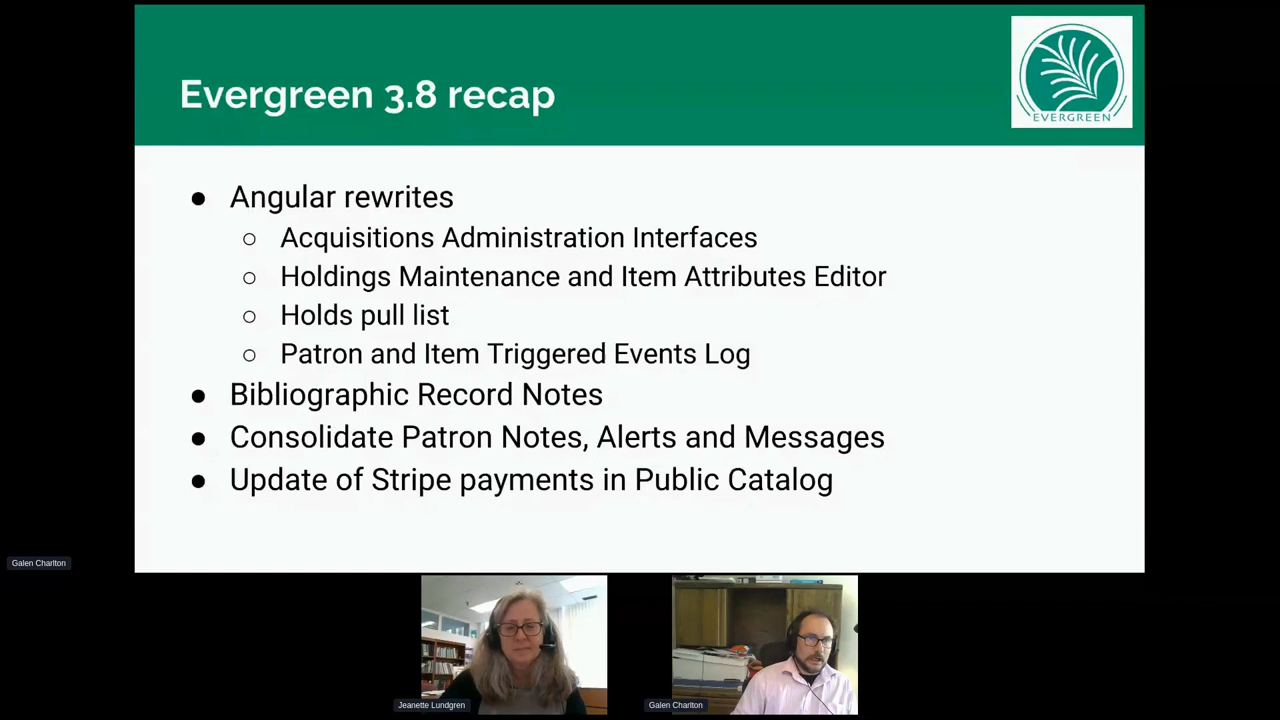 Evergreen 3.8 recap
EVERGREEN
● Angular rewrites
○ Acquisitions Administration Interfaces
○ Holdings Maintenance and Item Attributes Editor
○ Holds pull list
○ Patron and Item Triggered Events Log
● Bibliographic Record Notes
● Consolidate Patron Notes, Alerts and Messages
● Update of Stripe payments in Public Catalog
Galen Charlton
Jeanette Lundgren
Galen Charlton